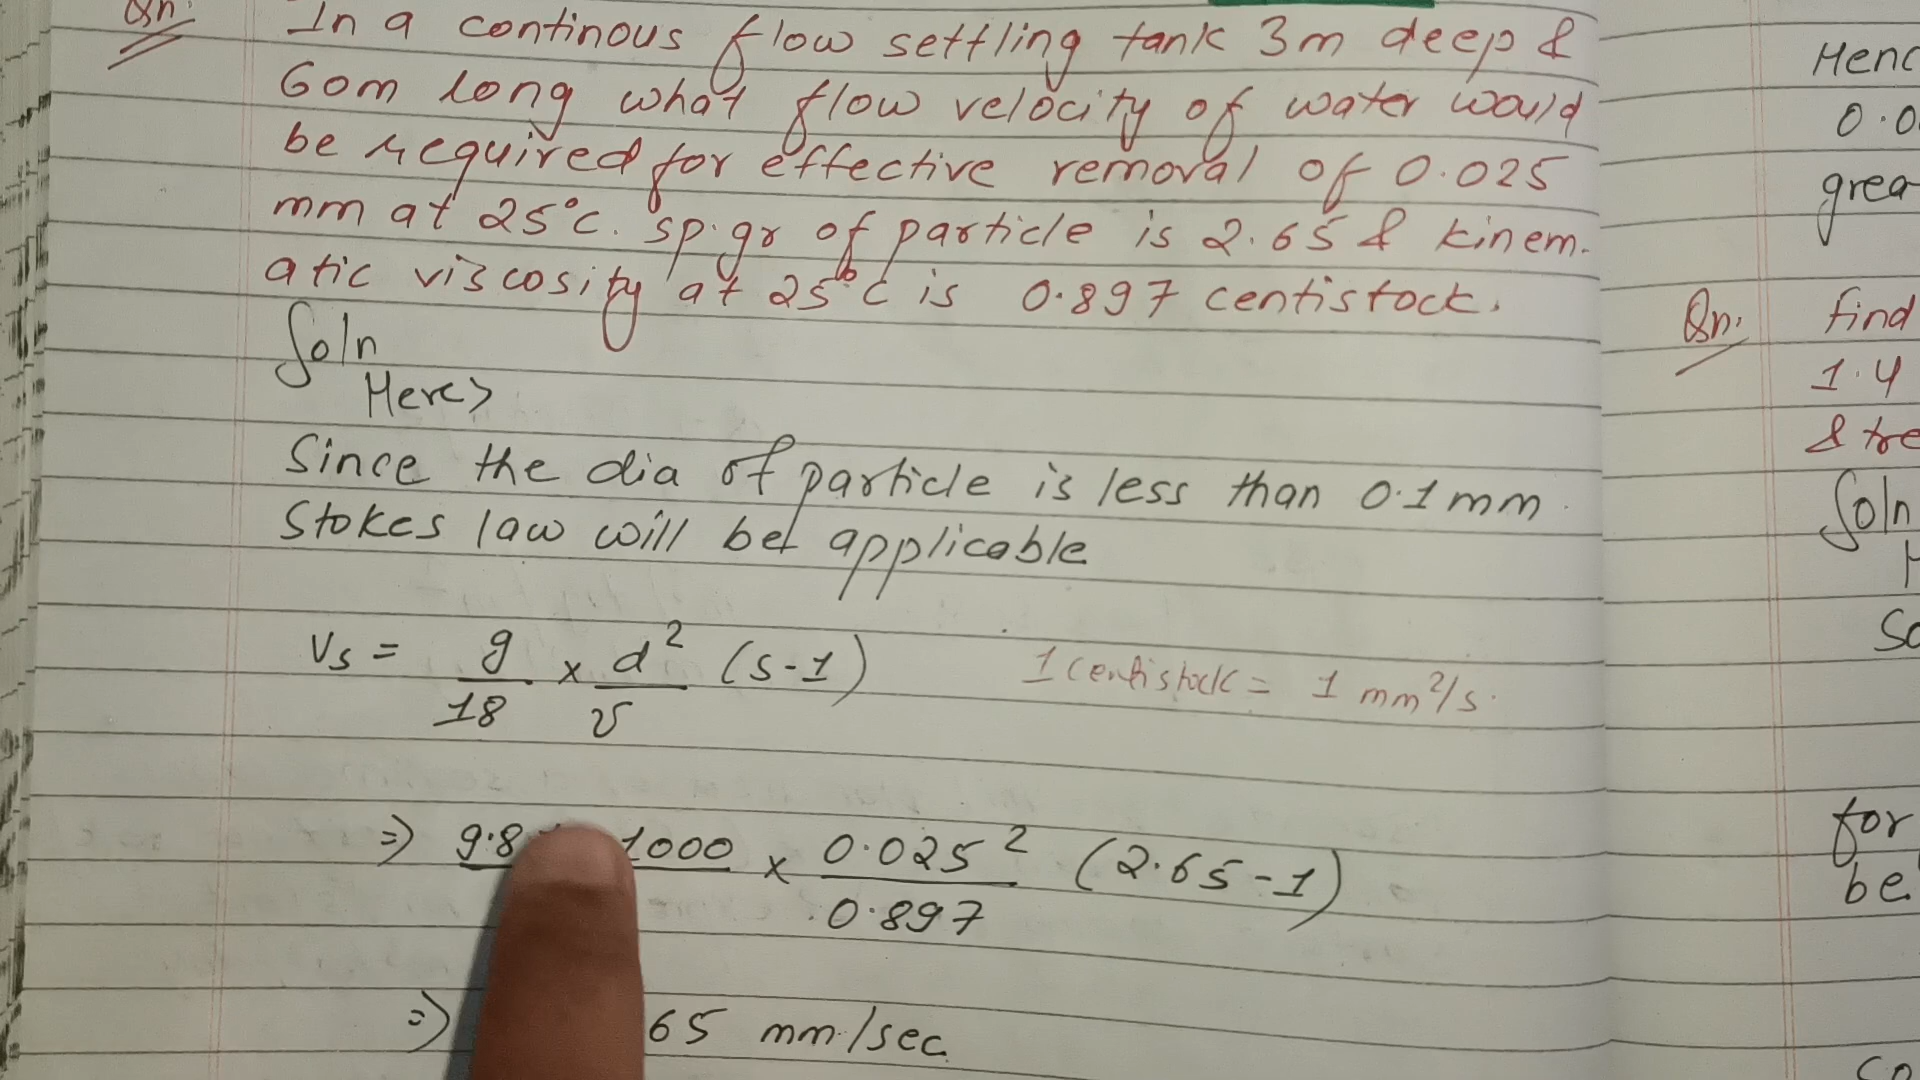 Qn.
In a continous flow settling tank 3m deep &
60m long what flow velocity of water would
be required for effective removal of 0.025
mm at 25°c. sp.gr of particle is 2.65 & kinem-
atic viscosity at 25°c is 0.897 centistock.
Soln
Here,
Since the dia of particle is less than 0.1mm
Stokes law will be applicable
Vs = g/18 × d²/ν (s-1)
1 centistock = 1 mm²/s.
⇒ 9.8 1000 × 0.025²/0.897 (2.65-1)
⇒ 65 mm/sec
Henc
0.0
grea
Qn. find
1.4
& tre
Soln
H
So
for
be
co